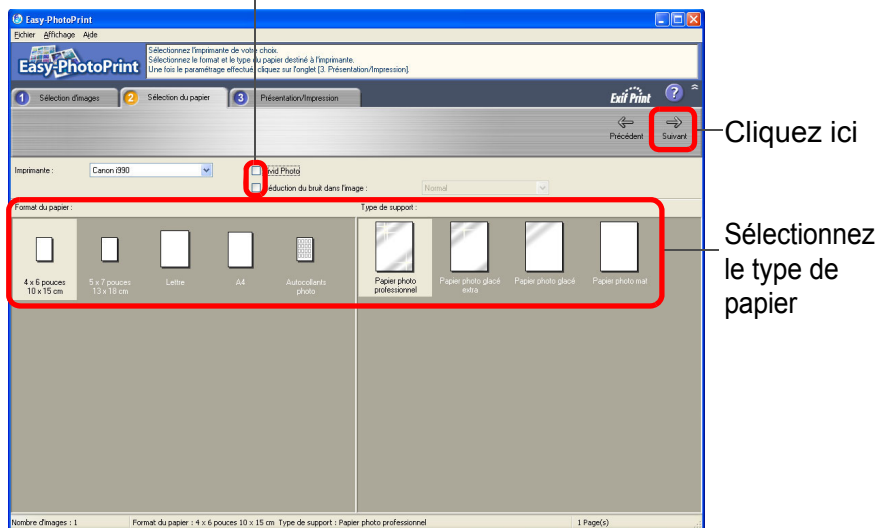 Easy-PhotoPrint
Fichier Affichage Aide
Easy-PhotoPrint
Sélectionnez l'imprimante de votre choix.
Sélectionnez le format et le type du papier destiné à l'imprimante.
Une fois le paramétrage effectué, cliquez sur l'onglet [3. Présentation/Impression].
1 Sélection d'images 2 Sélection du papier 3 Présentation/Impression
Exif Print ?
Précédent Suivant
Cliquez ici
Imprimante : Canon i990
Vivid Photo
Réduction du bruit dans l'image : Normal
Format du papier : Type de support :
4 x 6 pouces
10 x 15 cm
5 x 7 pouces
13 x 18 cm
Lettre
A4
Autocollants
photo
Papier photo
professionnel
Papier photo glacé
extra
Papier photo glacé
Papier photo mat
Sélectionnez
le type de
papier
Nombre d'images : 1 Format du papier : 4 x 6 pouces 10 x 15 cm Type de support : Papier photo professionnel 1 Page(s)